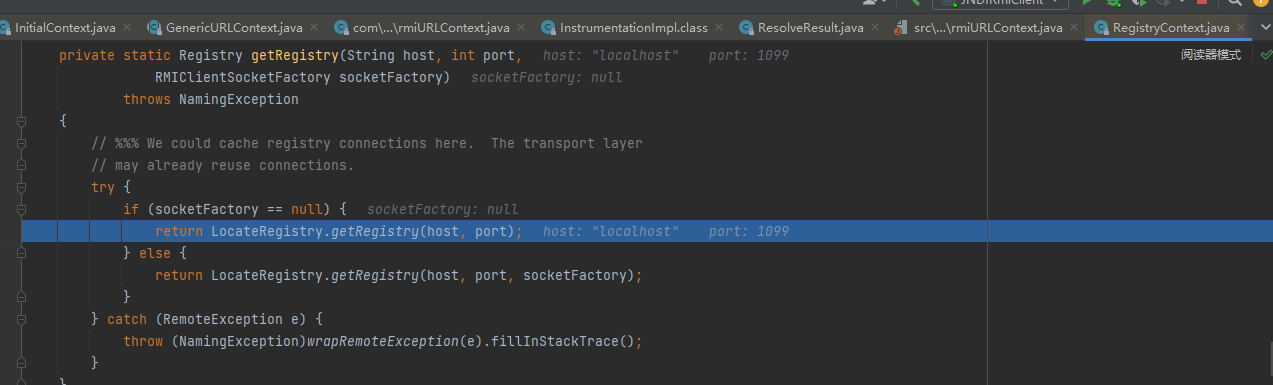 JNDIRmiClient
InitialContext.java GenericURLContext.java com\...\rmiURLContext.java InstrumentationImpl.class ResolveResult.java src\...\rmiURLContext.java RegistryContext.java
private static Registry getRegistry(String host, int port, host: "localhost" port: 1099
阅读器模式
RMIClientSocketFactory socketFactory) socketFactory: null
throws NamingException
{
// %%% We could cache registry connections here.  The transport layer
// may already reuse connections.
try {
if (socketFactory == null) { socketFactory: null
return LocateRegistry.getRegistry(host, port); host: "localhost" port: 1099
} else {
return LocateRegistry.getRegistry(host, port, socketFactory);
}
} catch (RemoteException e) {
throw (NamingException)wrapRemoteException(e).fillInStackTrace();
}
}